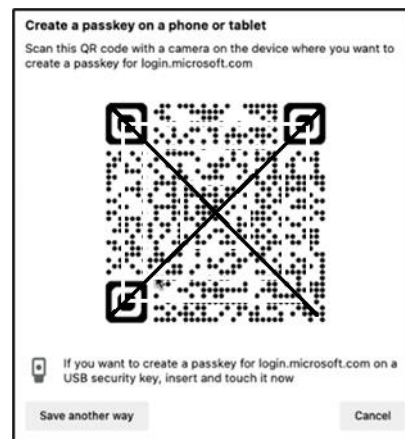 Create a passkey on a phone or tablet
Scan this QR code with a camera on the device where you want to
create a passkey for login.microsoft.com
If you want to create a passkey for login.microsoft.com on a
USB security key, insert and touch it now
Save another way
Cancel